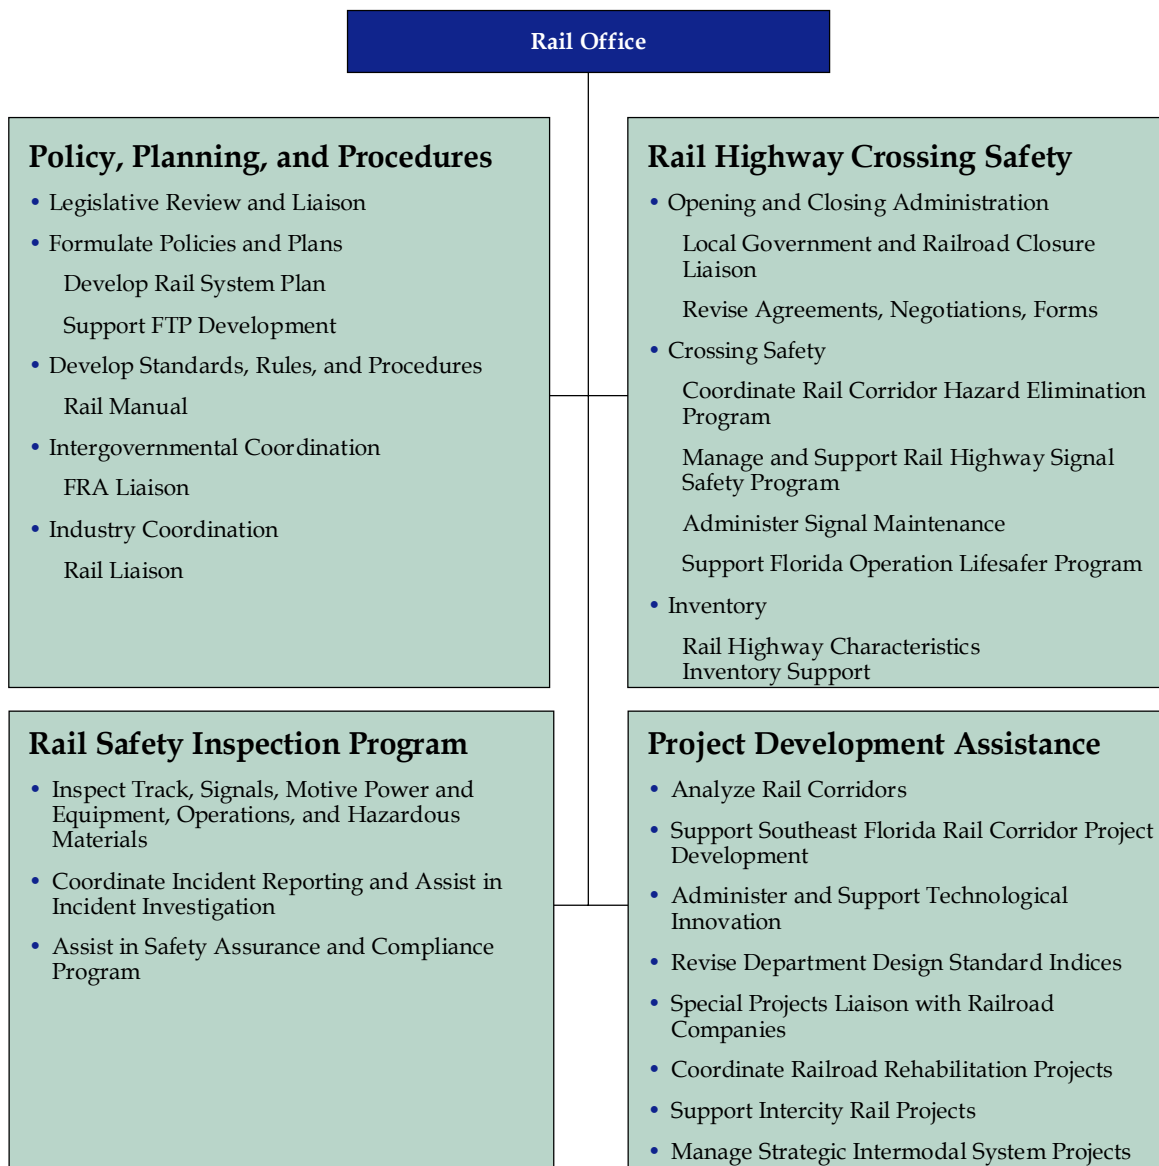 Rail Office
Policy, Planning, and Procedures
• Legislative Review and Liaison
• Formulate Policies and Plans
Develop Rail System Plan
Support FTP Development
• Develop Standards, Rules, and Procedures
Rail Manual
• Intergovernmental Coordination
FRA Liaison
• Industry Coordination
Rail Liaison
Rail Highway Crossing Safety
• Opening and Closing Administration
Local Government and Railroad Closure
Liaison
Revise Agreements, Negotiations, Forms
• Crossing Safety
Coordinate Rail Corridor Hazard Elimination
Program
Manage and Support Rail Highway Signal
Safety Program
Administer Signal Maintenance
Support Florida Operation Lifesafer Program
• Inventory
Rail Highway Characteristics
Inventory Support
Rail Safety Inspection Program
• Inspect Track, Signals, Motive Power and
Equipment, Operations, and Hazardous
Materials
• Coordinate Incident Reporting and Assist in
Incident Investigation
• Assist in Safety Assurance and Compliance
Program
Project Development Assistance
• Analyze Rail Corridors
• Support Southeast Florida Rail Corridor Project
Development
• Administer and Support Technological
Innovation
• Revise Department Design Standard Indices
• Special Projects Liaison with Railroad
Companies
• Coordinate Railroad Rehabilitation Projects
• Support Intercity Rail Projects
• Manage Strategic Intermodal System Projects